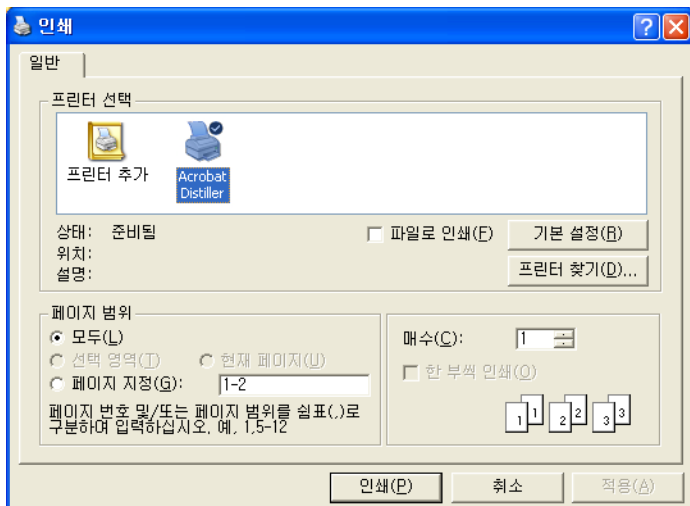 인쇄
일반
프린터 선택
프린터 추가
Acrobat
Distiller
상태: 준비됨
위치:
설명:
파일로 인쇄(F)
기본 설정(R)
프린터 찾기(D)...
페이지 범위
모두(L)
선택 영역(T) 현재 페이지(U)
페이지 지정(G): 1-2
페이지 번호 및/또는 페이지 범위를 쉼표(,)로
구분하여 입력하십시오. 예, 1,5-12
매수(C): 1
한 부씩 인쇄(O)
1 1 2 2 3 3
인쇄(P) 취소 적용(A)